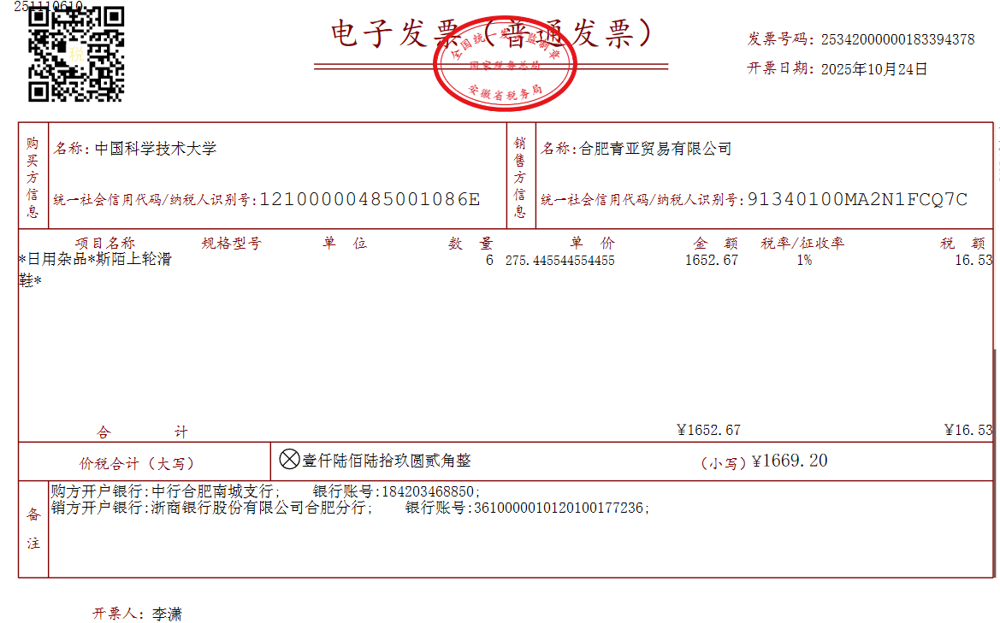 251110610
税
电子发票（普通发票）
全国统一发票监制章
国家税务总局
安徽省税务局
发票号码：25342000000183394378
开票日期：2025年10月24日
购买方信息
名称：中国科学技术大学
统一社会信用代码/纳税人识别号：12100000485001086E
销售方信息
名称：合肥青亚贸易有限公司
统一社会信用代码/纳税人识别号：91340100MA2N1FCQ7C
项目名称 规格型号 单 位 数 量 单 价 金 额 税率/征收率 税 额
*日用杂品*斯陌上轮滑 6 275.445544554455 1652.67 1% 16.53
鞋*
合 计 ¥1652.67 ¥16.53
价税合计（大写） ⊗壹仟陆佰陆拾玖圆贰角整 （小写）¥1669.20
备注
购方开户银行:中行合肥南城支行; 银行账号:184203468850;
销方开户银行:浙商银行股份有限公司合肥分行; 银行账号:3610000010120100177236;
开票人：李潇